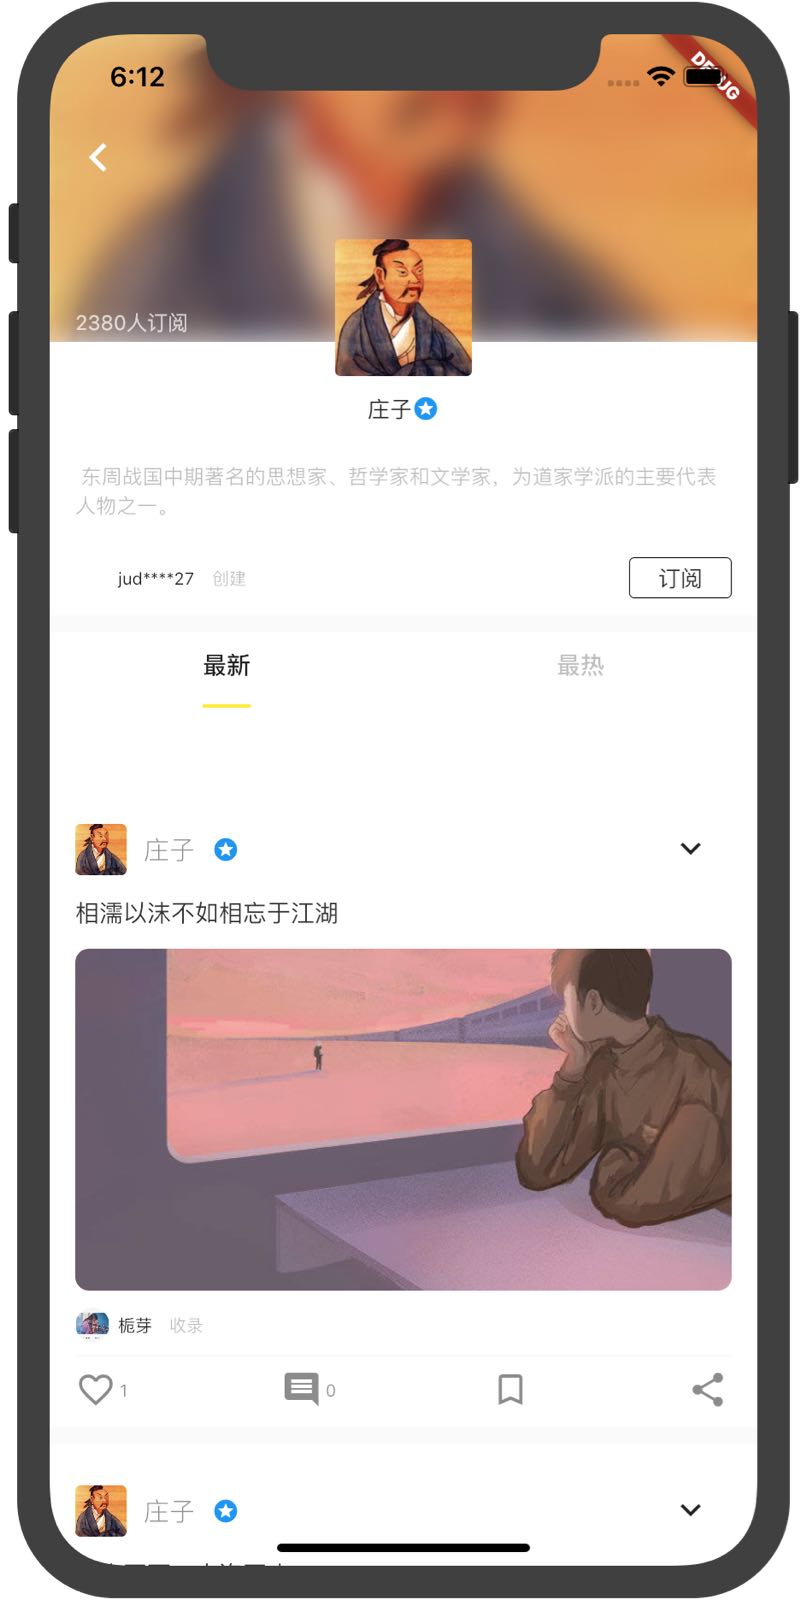 6:12
DEBUG
2380人订阅
庄子
东周战国中期著名的思想家、哲学家和文学家，为道家学派的主要代表
人物之一。
jud****27 创建
订阅
最新 最热
庄子
相濡以沫不如相忘于江湖
栀芽 收录
1 0
庄子